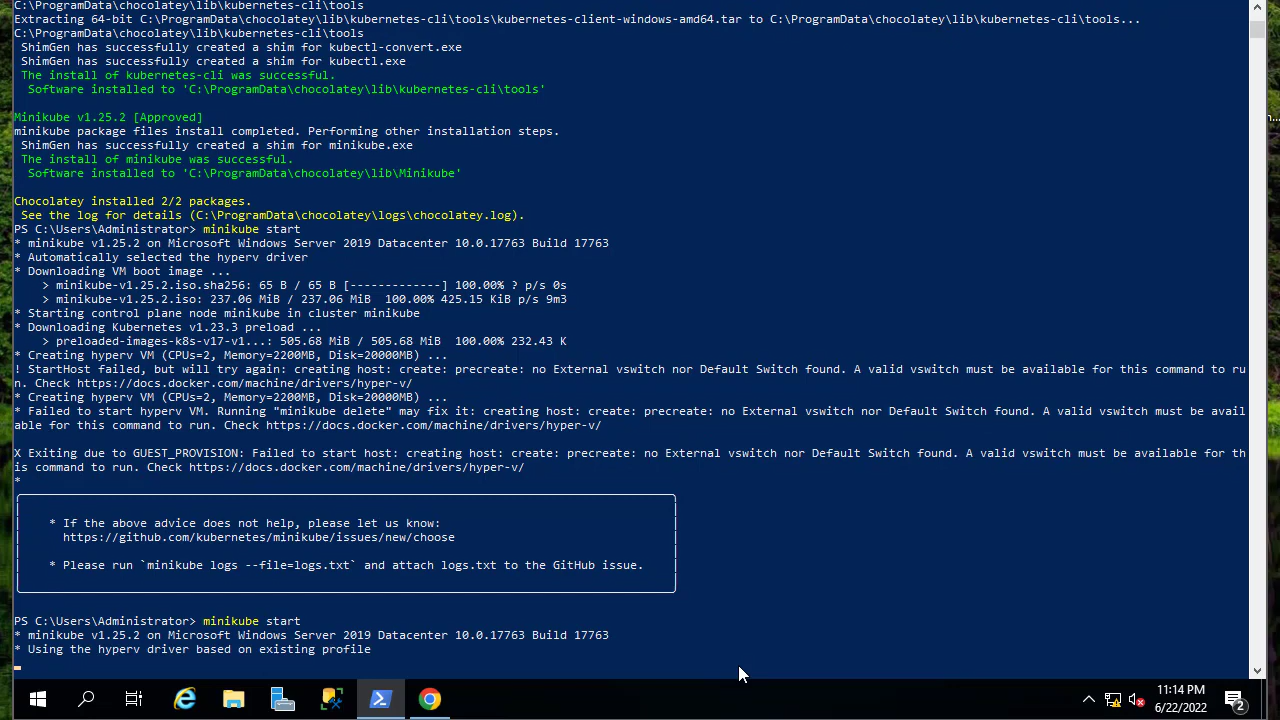 C:\ProgramData\chocolatey\lib\kubernetes-cli\tools
Extracting 64-bit C:\ProgramData\chocolatey\lib\kubernetes-cli\tools\kubernetes-client-windows-amd64.tar to C:\ProgramData\chocolatey\lib\kubernetes-cli\tools...
C:\ProgramData\chocolatey\lib\kubernetes-cli\tools
 ShimGen has successfully created a shim for kubectl-convert.exe
 ShimGen has successfully created a shim for kubectl.exe
 The install of kubernetes-cli was successful.
  Software installed to 'C:\ProgramData\chocolatey\lib\kubernetes-cli\tools'
Minikube v1.25.2 [Approved]
minikube package files install completed. Performing other installation steps.
 ShimGen has successfully created a shim for minikube.exe
 The install of minikube was successful.
  Software installed to 'C:\ProgramData\chocolatey\lib\Minikube'
Chocolatey installed 2/2 packages.
 See the log for details (C:\ProgramData\chocolatey\logs\chocolatey.log).
PS C:\Users\Administrator> minikube start
* minikube v1.25.2 on Microsoft Windows Server 2019 Datacenter 10.0.17763 Build 17763
* Automatically selected the hyperv driver
* Downloading VM boot image ...
    > minikube-v1.25.2.iso.sha256: 65 B / 65 B [-------------] 100.00% ? p/s 0s
    > minikube-v1.25.2.iso: 237.06 MiB / 237.06 MiB  100.00% 425.15 KiB p/s 9m3
* Starting control plane node minikube in cluster minikube
* Downloading Kubernetes v1.23.3 preload ...
    > preloaded-images-k8s-v17-v1...: 505.68 MiB / 505.68 MiB  100.00% 232.43 K
* Creating hyperv VM (CPUs=2, Memory=2200MB, Disk=20000MB) ...
! StartHost failed, but will try again: creating host: create: precreate: no External vswitch nor Default Switch found. A valid vswitch must be available for this command to ru
n. Check https://docs.docker.com/machine/drivers/hyper-v/
* Creating hyperv VM (CPUs=2, Memory=2200MB, Disk=20000MB) ...
* Failed to start hyperv VM. Running "minikube delete" may fix it: creating host: create: precreate: no External vswitch nor Default Switch found. A valid vswitch must be avail
able for this command to run. Check https://docs.docker.com/machine/drivers/hyper-v/
X Exiting due to GUEST_PROVISION: Failed to start host: creating host: create: precreate: no External vswitch nor Default Switch found. A valid vswitch must be available for th
is command to run. Check https://docs.docker.com/machine/drivers/hyper-v/
*
* If the above advice does not help, please let us know:
https://github.com/kubernetes/minikube/issues/new/choose
* Please run `minikube logs --file=logs.txt` and attach logs.txt to the GitHub issue.
PS C:\Users\Administrator> minikube start
* minikube v1.25.2 on Microsoft Windows Server 2019 Datacenter 10.0.17763 Build 17763
* Using the hyperv driver based on existing profile
11:14 PM
6/22/2022
2